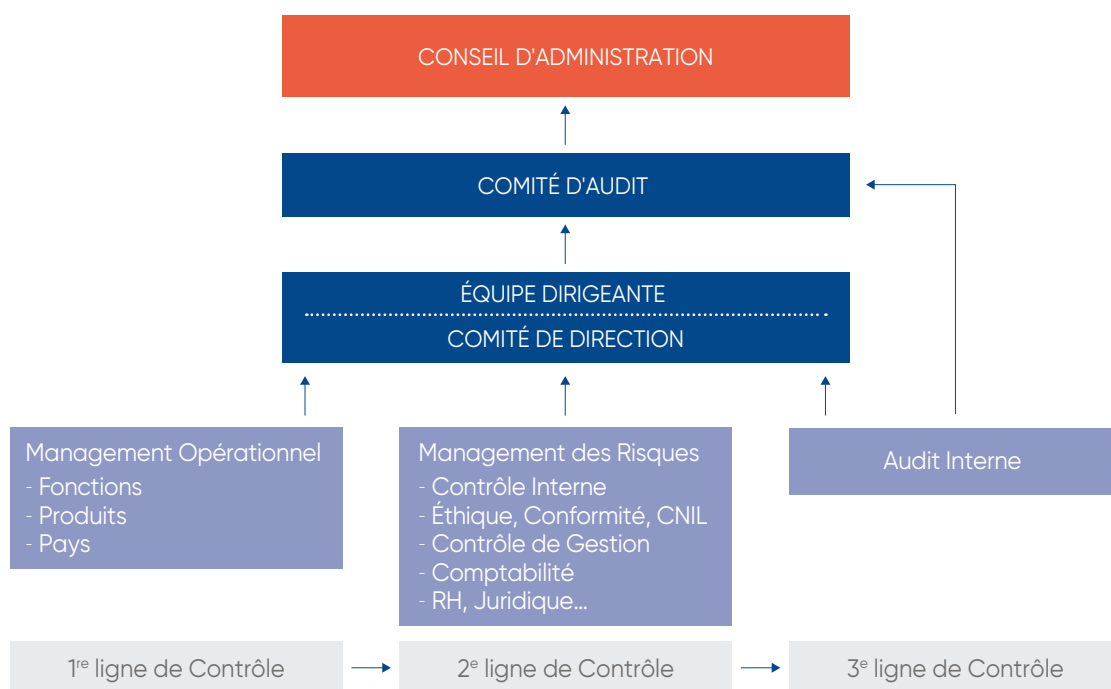 CONSEIL D'ADMINISTRATION
COMITÉ D'AUDIT
ÉQUIPE DIRIGEANTE
COMITÉ DE DIRECTION
Management Opérationnel
- Fonctions
- Produits
- Pays
Management des Risques
- Contrôle Interne
- Éthique, Conformité, CNIL
- Contrôle de Gestion
- Comptabilité
- RH, Juridique…
Audit Interne
1re ligne de Contrôle
2e ligne de Contrôle
3e ligne de Contrôle